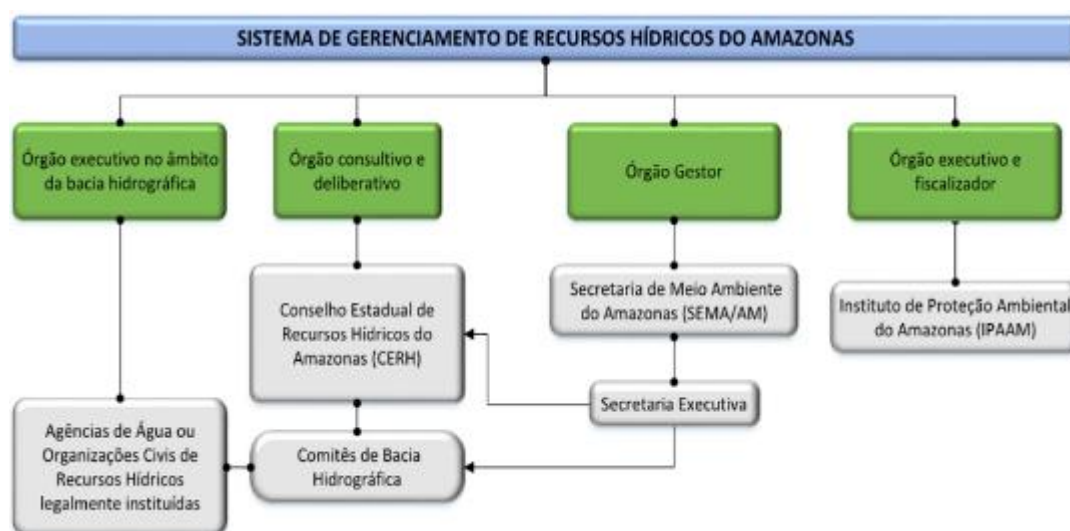 SISTEMA DE GERENCIAMENTO DE RECURSOS HÍDRICOS DO AMAZONAS
Órgão executivo no âmbito
da bacia hidrográfica
Órgão consultivo e
deliberativo
Órgão Gestor
Órgão executivo e
fiscalizador
Conselho Estadual de
Recursos Hídricos do
Amazonas (CERH)
Secretaria de Meio Ambiente
do Amazonas (SEMA/AM)
Instituto de Proteção Ambiental
do Amazonas (IPAAM)
Secretaria Executiva
Agências de Água ou
Organizações Civis de
Recursos Hídricos
legalmente instituídas
Comitês de Bacia
Hidrográfica